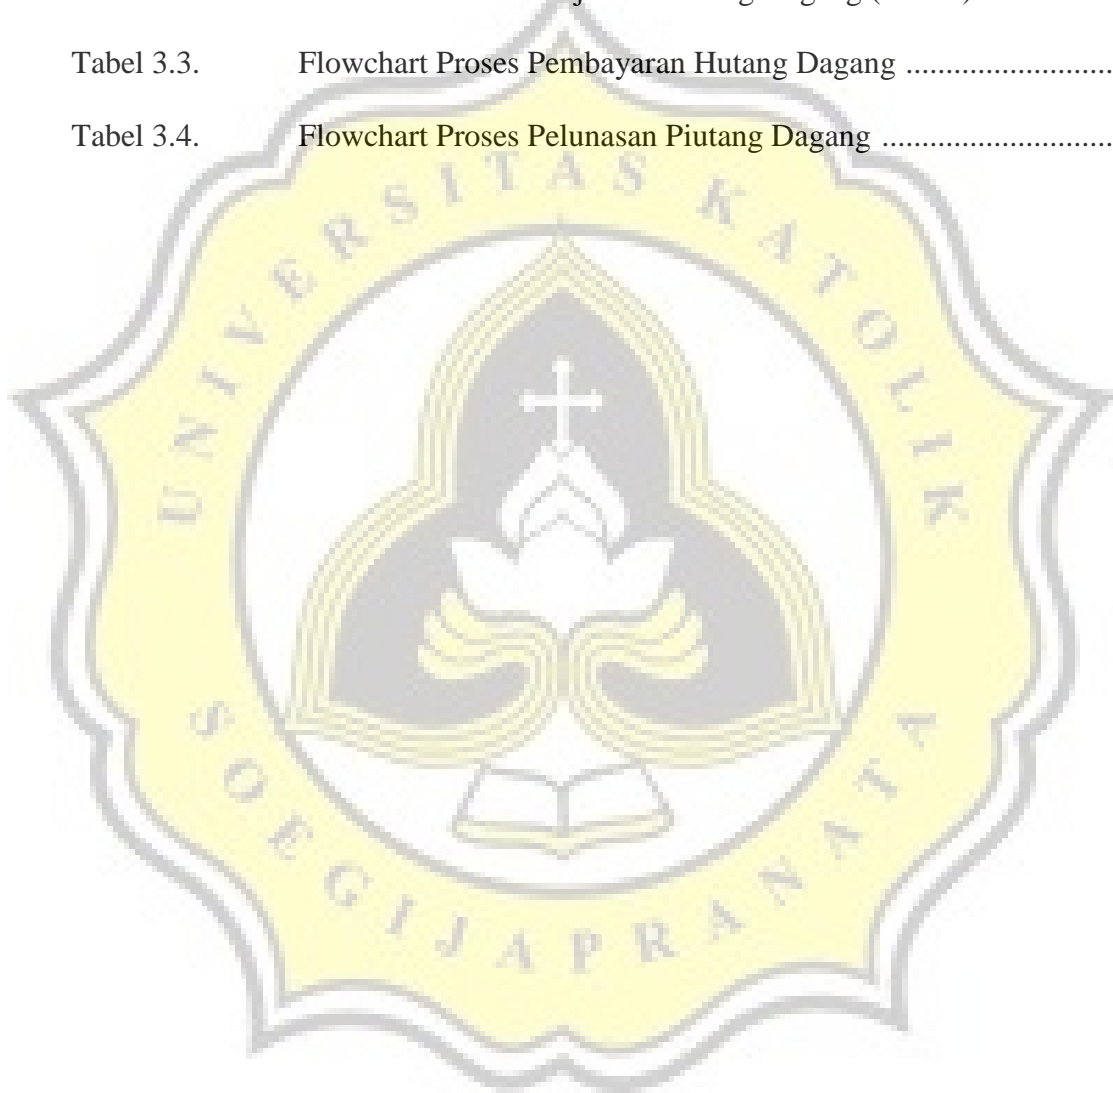 Tabel 3.3. Flowchart Proses Pembayaran Hutang Dagang ..........................
Tabel 3.4. Flowchart Proses Pelunasan Piutang Dagang .............................
UNIVERSITAS KATOLIK
SOEGIJAPRANATA